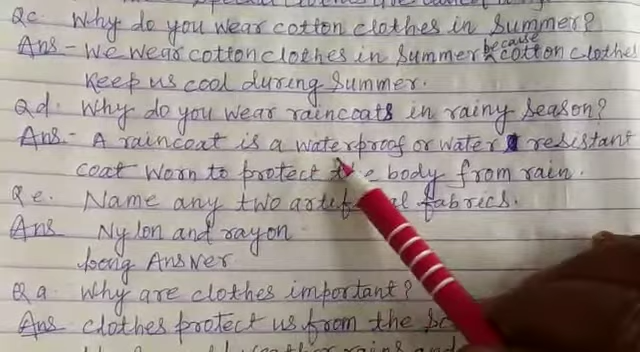 Qc. Why do you wear cotton clothes in Summer?
Ans - We wear cotton clothes in Summer because cotton clothes
keep us cool during Summer.
Qd. Why do you wear raincoats in rainy season?
Ans.- A raincoat is a waterproof or water resistant
coat worn to protect the body from rain.
Qe. Name any two fabrics.
Ans Nylon and rayon
long Answer
Qa. Why are clothes important?
Ans clothes protect us from the